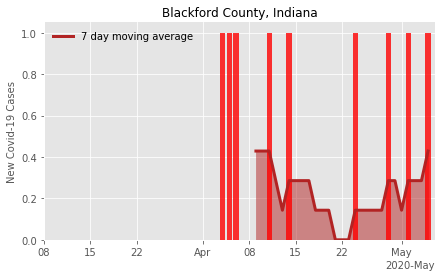 Blackford County, Indiana
7 day moving average
New Covid-19 Cases
1.0
0.8
0.6
0.4
0.2
0.0
08 15 22 Apr 08 15 22 May
2020-May